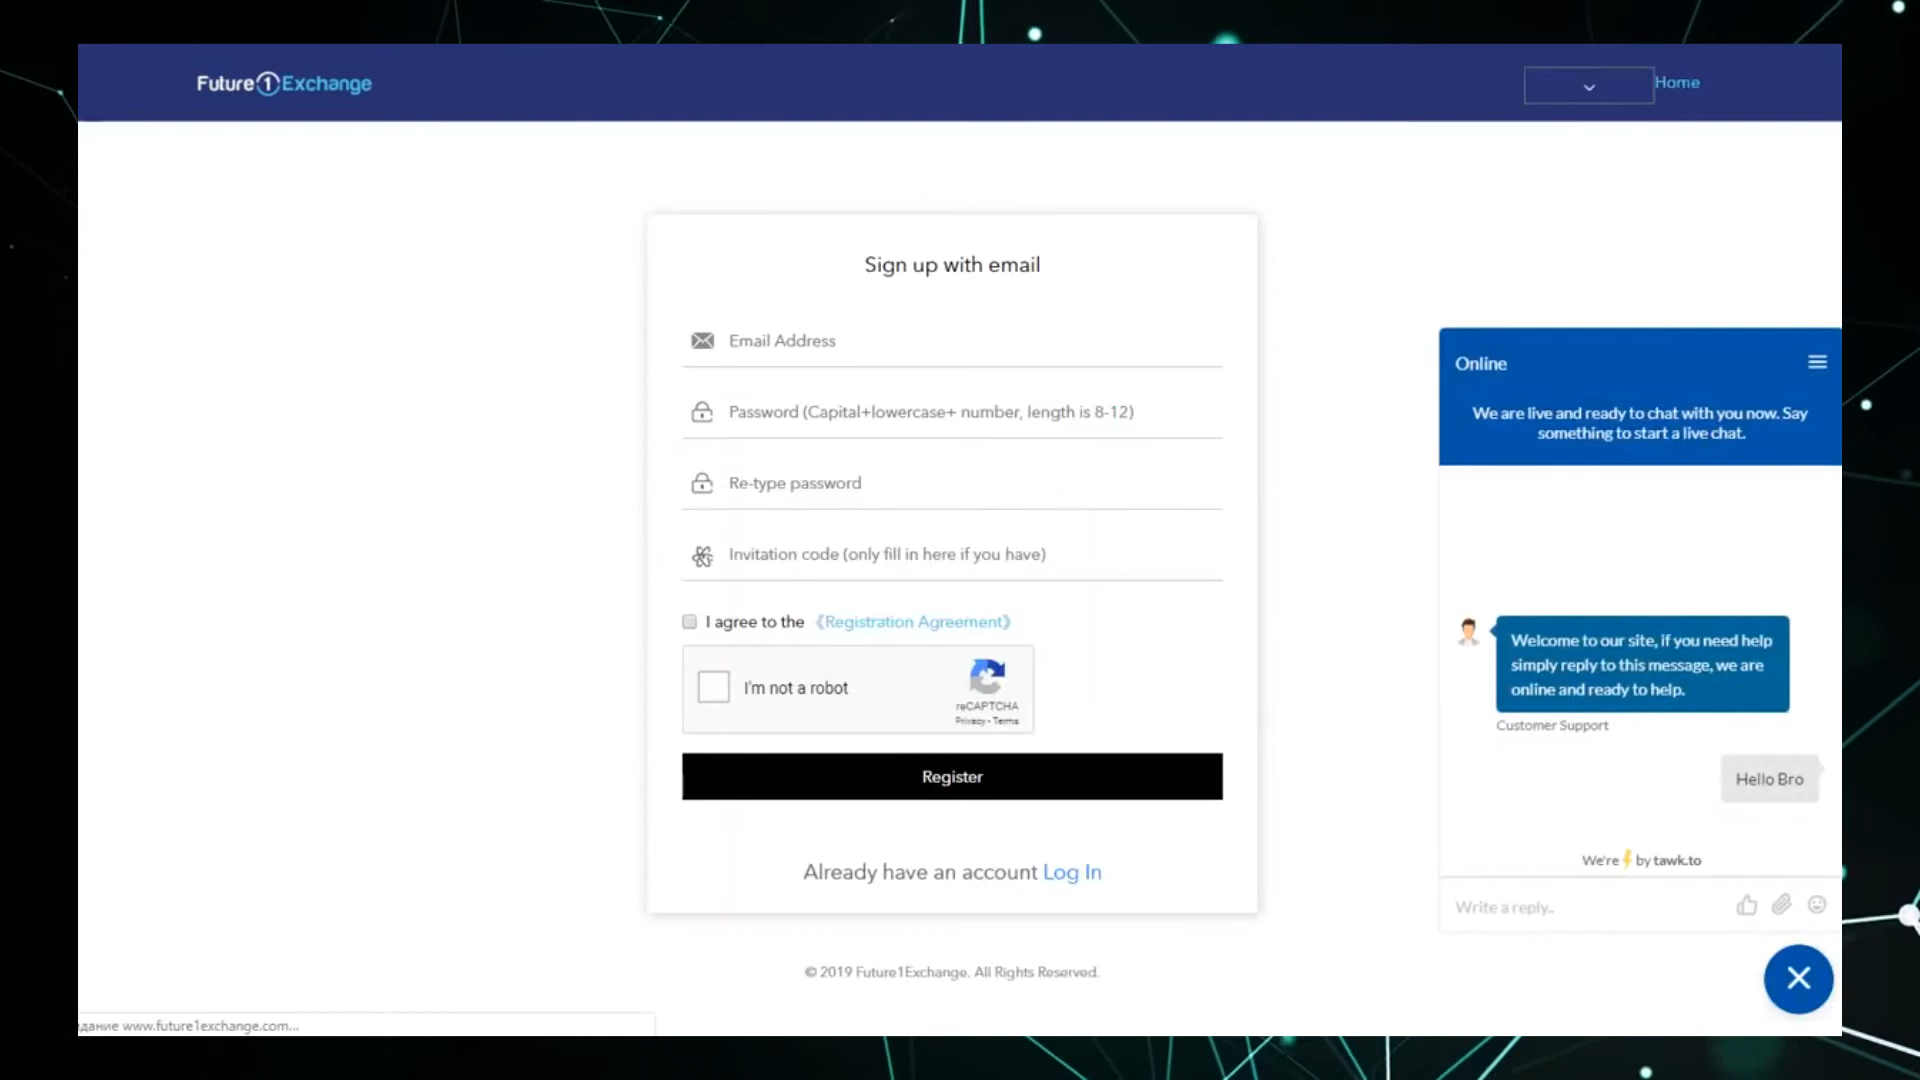 Future1Exchange
Home
Sign up with email
Email Address
Password (Capital+lowercase+ number, length is 8-12)
Re-type password
Invitation code (only fill in here if you have)
I agree to the 《Registration Agreement》
I'm not a robot
reCAPTCHA
Privacy - Terms
Register
Already have an account Log In
© 2019 Future1Exchange. All Rights Reserved.
Online
We are live and ready to chat with you now. Say
something to start a live chat.
Welcome to our site, if you need help
simply reply to this message, we are
online and ready to help.
Customer Support
Hello Bro
We're⚡by tawk.to
Write a reply..
www.future1exchange.com...